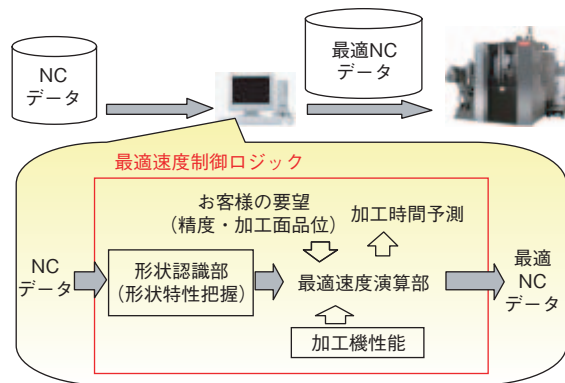 NC
データ
最適NC
データ
最適速度制御ロジック
お客様の要望
(精度・加工面品位)
加工時間予測
NC
データ
形状認識部
(形状特性把握)
最適速度演算部
最適
NC
データ
加工機性能